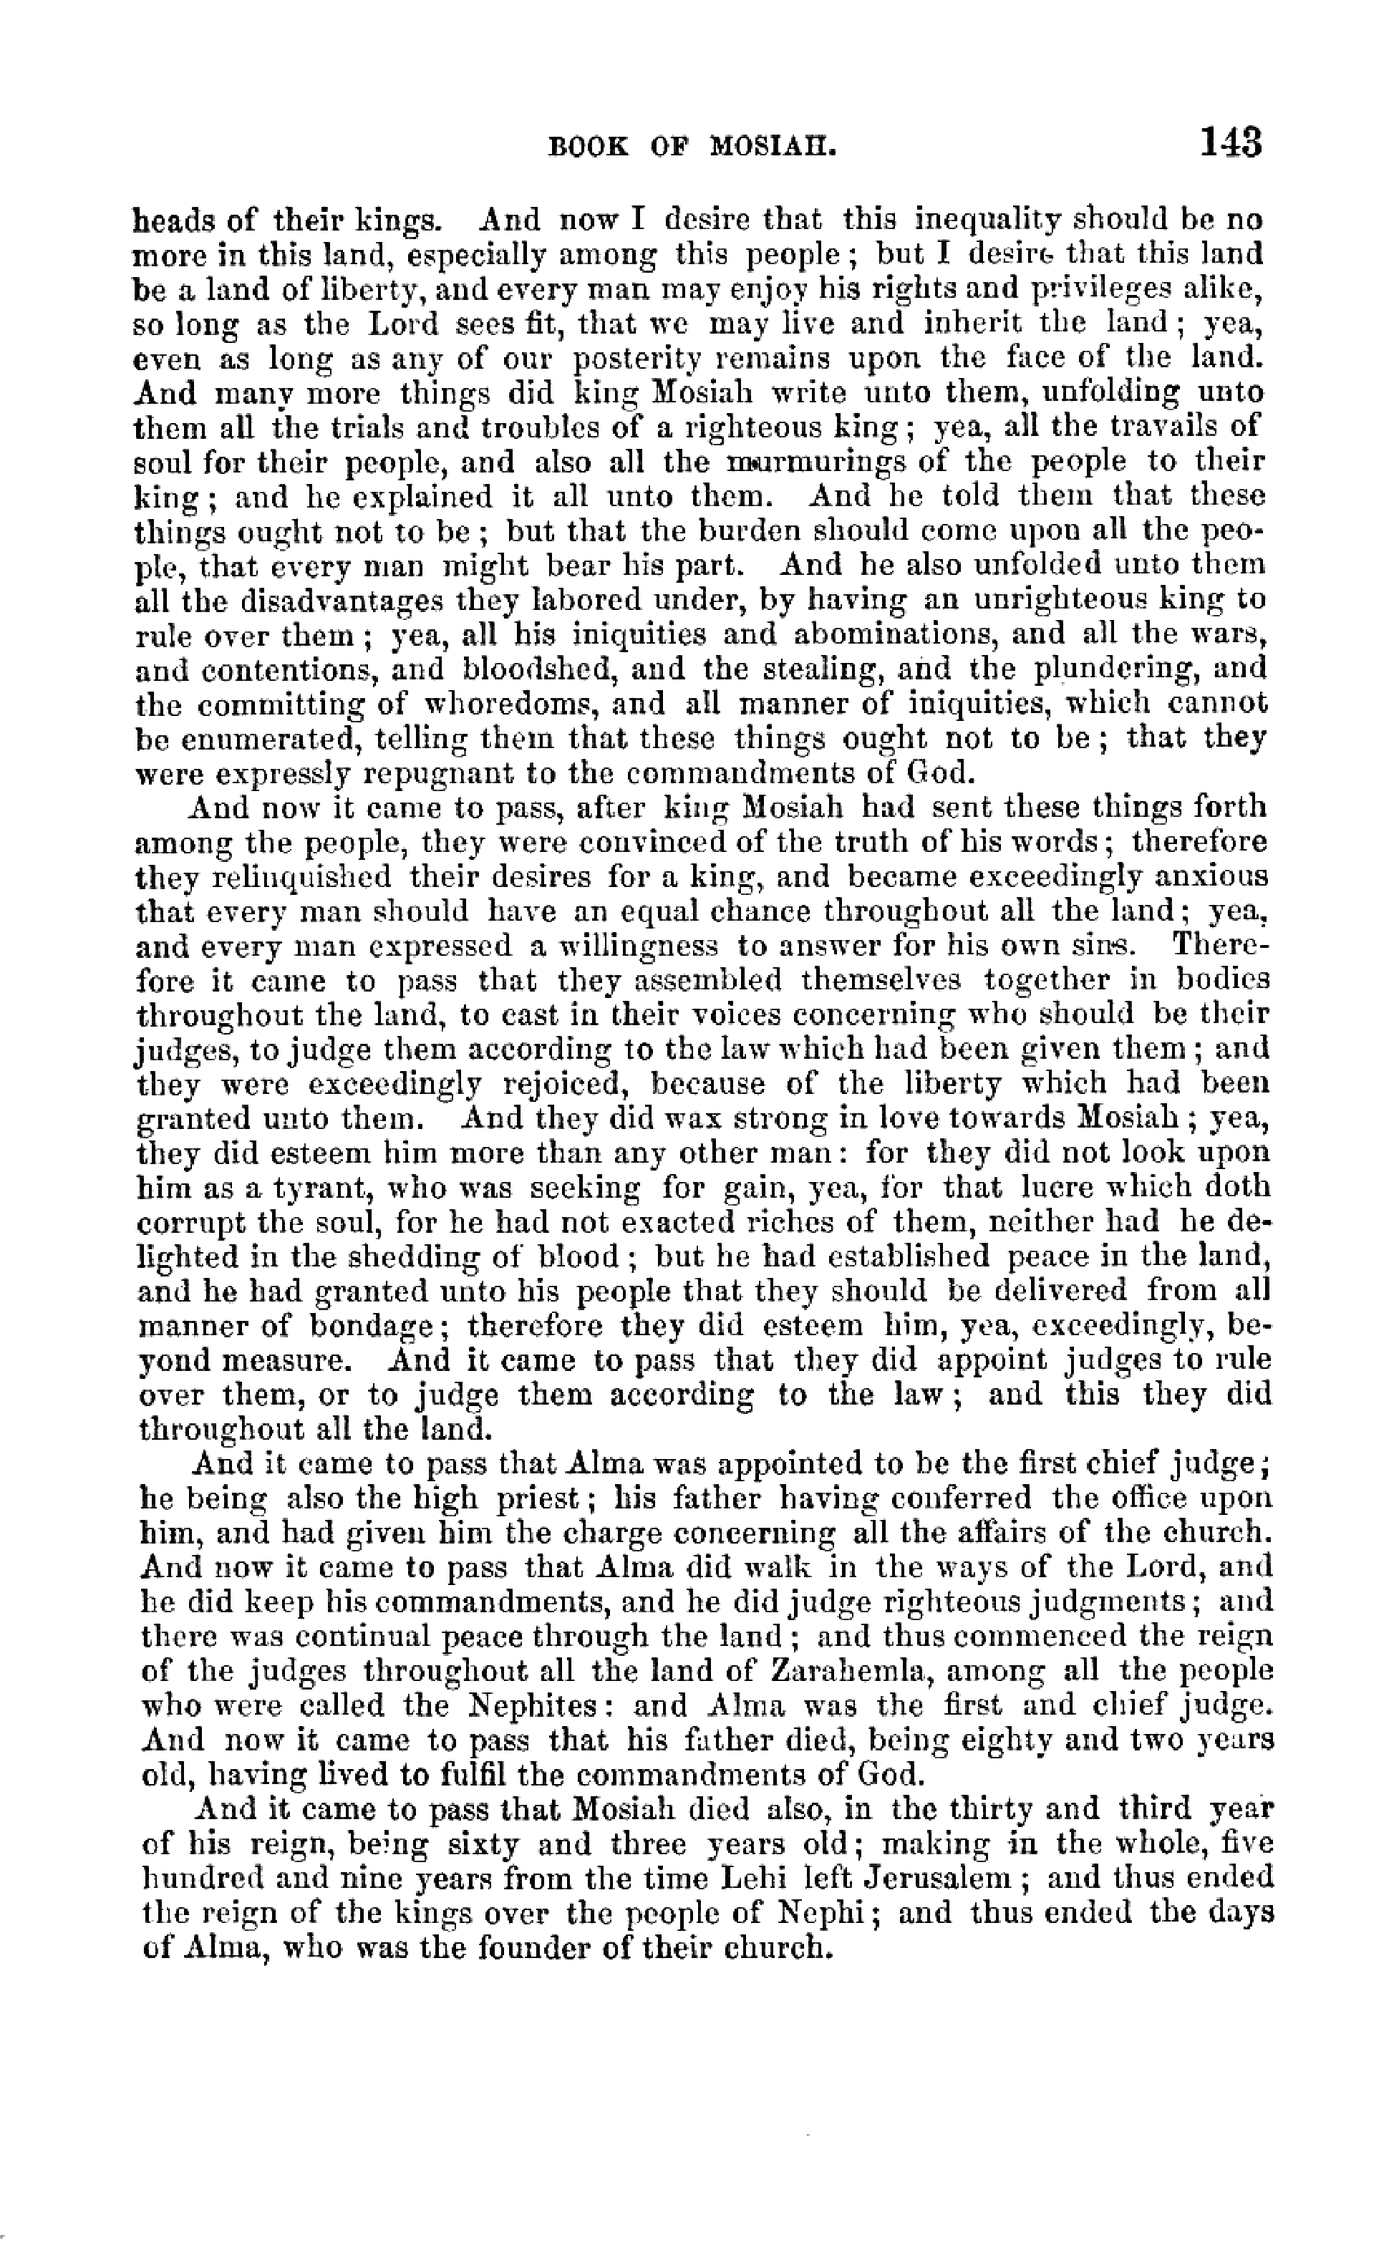 BOOK OF MOSIAH. 143
heads of their kings. And now I desire that this inequality should be no
more in this land, especially among this people; but I desire that this land
be a land of liberty, and every man may enjoy his rights and privileges alike,
so long as the Lord sees fit, that we may live and inherit the land; yea,
even as long as any of our posterity remains upon the face of the land.
And many more things did king Mosiah write unto them, unfolding unto
them all the trials and troubles of a righteous king; yea, all the travails of
soul for their people, and also all the murmurings of the people to their
king; and he explained it all unto them. And he told them that these
things ought not to be; but that the burden should come upon all the peo-
ple, that every man might bear his part. And he also unfolded unto them
all the disadvantages they labored under, by having an unrighteous king to
rule over them; yea, all his iniquities and abominations, and all the wars,
and contentions, and bloodshed, and the stealing, and the plundering, and
the committing of whoredoms, and all manner of iniquities, which cannot
be enumerated, telling them that these things ought not to be; that they
were expressly repugnant to the commandments of God.
And now it came to pass, after king Mosiah had sent these things forth
among the people, they were convinced of the truth of his words; therefore
they relinquished their desires for a king, and became exceedingly anxious
that every man should have an equal chance throughout all the land; yea,
and every man expressed a willingness to answer for his own sins. There-
fore it came to pass that they assembled themselves together in bodies
throughout the land, to cast in their voices concerning who should be their
judges, to judge them according to the law which had been given them; and
they were exceedingly rejoiced, because of the liberty which had been
granted unto them. And they did wax strong in love towards Mosiah; yea,
they did esteem him more than any other man: for they did not look upon
him as a tyrant, who was seeking for gain, yea, for that lucre which doth
corrupt the soul, for he had not exacted riches of them, neither had he de-
lighted in the shedding of blood; but he had established peace in the land,
and he had granted unto his people that they should be delivered from all
manner of bondage; therefore they did esteem him, yea, exceedingly, be-
yond measure. And it came to pass that they did appoint judges to rule
over them, or to judge them according to the law; and this they did
throughout all the land.
And it came to pass that Alma was appointed to be the first chief judge;
he being also the high priest; his father having conferred the office upon
him, and had given him the charge concerning all the affairs of the church.
And now it came to pass that Alma did walk in the ways of the Lord, and
he did keep his commandments, and he did judge righteous judgments; and
there was continual peace through the land; and thus commenced the reign
of the judges throughout all the land of Zarahemla, among all the people
who were called the Nephites: and Alma was the first and chief judge.
And now it came to pass that his father died, being eighty and two years
old, having lived to fulfil the commandments of God.
And it came to pass that Mosiah died also, in the thirty and third year
of his reign, being sixty and three years old; making in the whole, five
hundred and nine years from the time Lehi left Jerusalem; and thus ended
the reign of the kings over the people of Nephi; and thus ended the days
of Alma, who was the founder of their church.